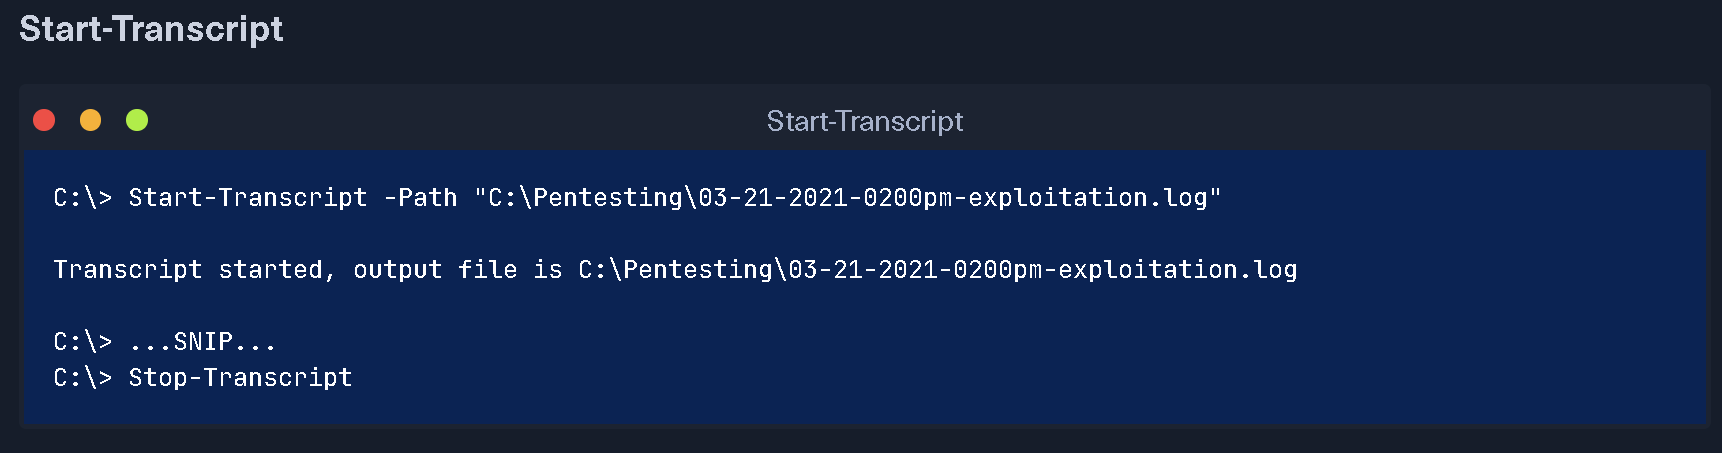 Start-Transcript
Start-Transcript
C:\> Start-Transcript -Path "C:\Pentesting\03-21-2021-0200pm-exploitation.log"
Transcript started, output file is C:\Pentesting\03-21-2021-0200pm-exploitation.log
C:\> ...SNIP...
C:\> Stop-Transcript